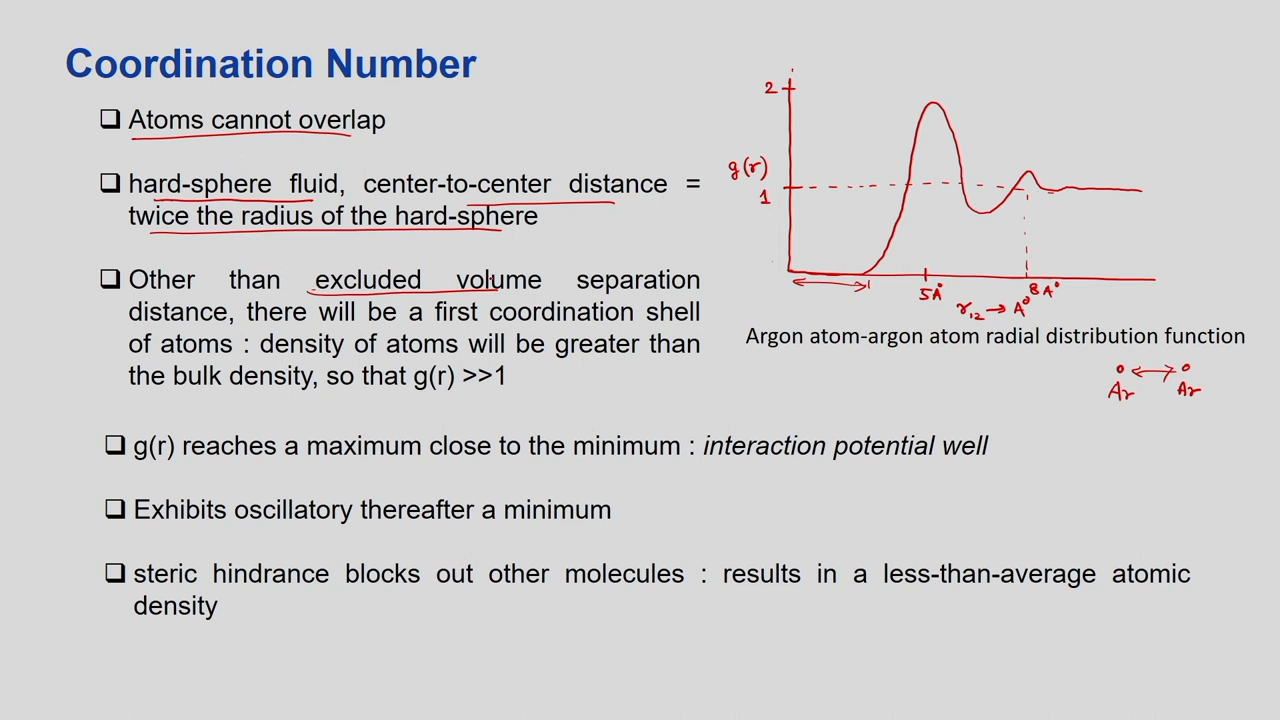 Coordination Number
❑ Atoms cannot overlap
❑ hard-sphere fluid, center-to-center distance =
twice the radius of the hard-sphere
❑ Other than excluded volume separation
distance, there will be a first coordination shell
of atoms : density of atoms will be greater than
the bulk density, so that g(r) >>1
❑ g(r) reaches a maximum close to the minimum : interaction potential well
❑ Exhibits oscillatory thereafter a minimum
❑ steric hindrance blocks out other molecules : results in a less-than-average atomic
density
2
g(r)
1
5A°
8A°
r₁₂ → A°
Argon atom-argon atom radial distribution function
Ar Ar